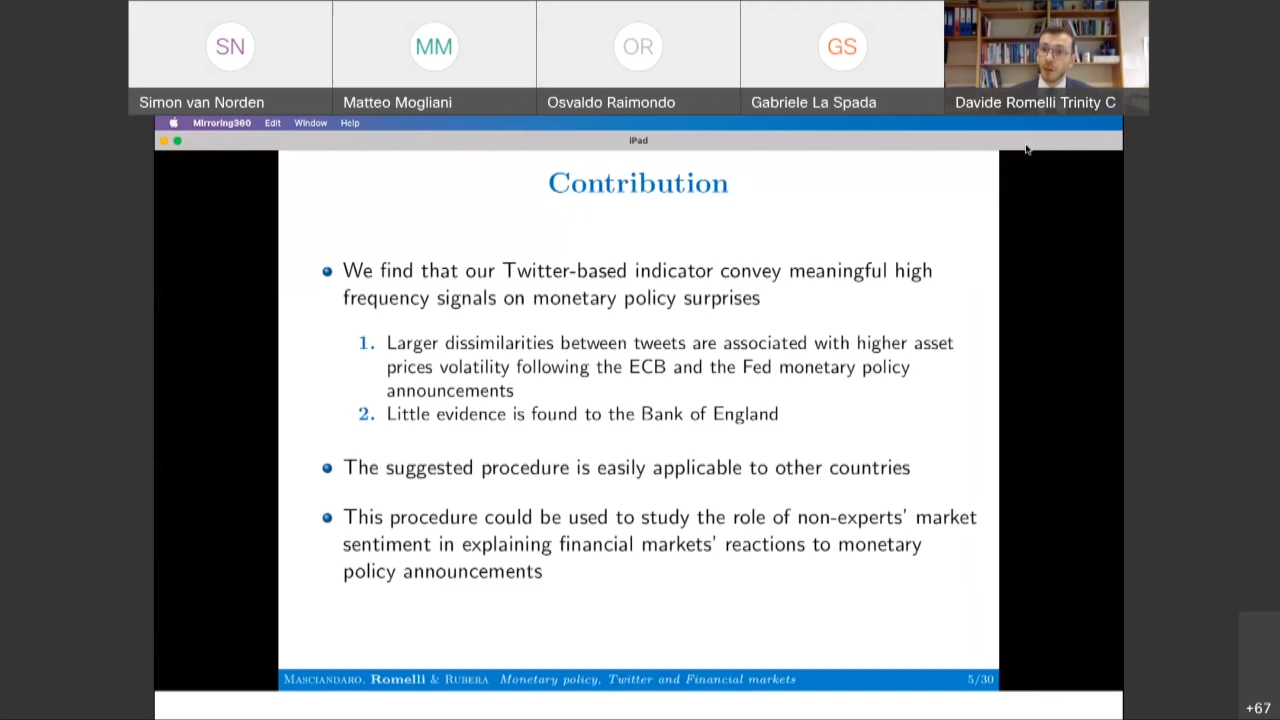 SN
MM
OR
GS
Simon van Norden
Matteo Mogliani
Osvaldo Raimondo
Gabriele La Spada
Davide Romelli Trinity C
Mirroring360 Edit Window Help
iPad
Contribution
We find that our Twitter-based indicator convey meaningful high
frequency signals on monetary policy surprises
1. Larger dissimilarities between tweets are associated with higher asset
prices volatility following the ECB and the Fed monetary policy
announcements
2. Little evidence is found to the Bank of England
The suggested procedure is easily applicable to other countries
This procedure could be used to study the role of non-experts' market
sentiment in explaining financial markets' reactions to monetary
policy announcements
Masciandaro, Romelli & Rubera Monetary policy, Twitter and Financial markets 5/30
+67